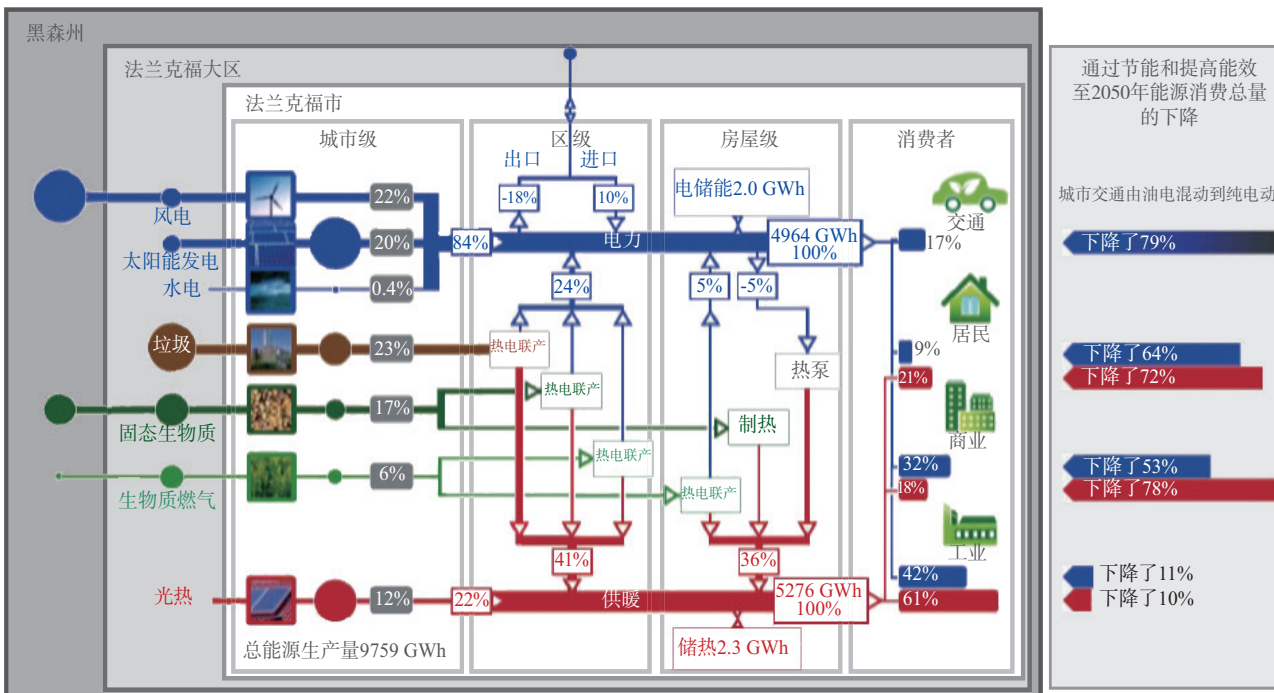 黑森州
法兰克福大区
法兰克福市
城市级
区级
房屋级
消费者
通过节能和提高能效
至2050年能源消费总量
的下降
出口
进口
-18%
10%
电储能2.0 GWh
风电
22%
太阳能发电
20%
水电
0.4%
84%
电力
4964 GWh
100%
交通
17%
城市交通由油电混动到纯电动
下降了79%
24%
5%
-5%
垃圾
23%
热电联产
热泵
居民
9%
21%
下降了64%
下降了72%
固态生物质
17%
热电联产
制热
商业
32%
18%
下降了53%
下降了78%
生物质燃气
6%
热电联产
热电联产
工业
42%
61%
下降了11%
下降了10%
41%
36%
光热
12%
22%
供暖
5276 GWh
100%
储热2.3 GWh
总能源生产量9759 GWh